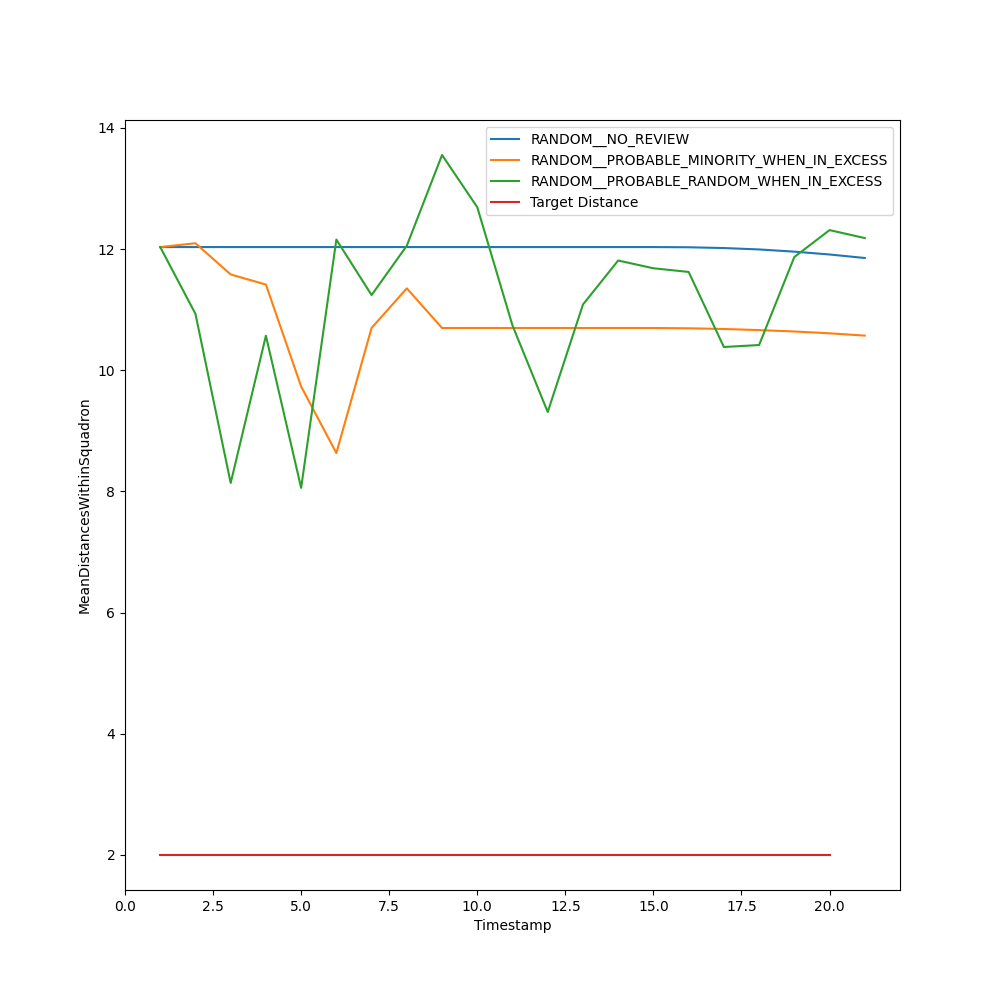 14
12
10
8
6
4
2
MeanDistancesWithinSquadron
RANDOM__NO_REVIEW
RANDOM__PROBABLE_MINORITY_WHEN_IN_EXCESS
RANDOM__PROBABLE_RANDOM_WHEN_IN_EXCESS
Target Distance
0.0 2.5 5.0 7.5 10.0 12.5 15.0 17.5 20.0
Timestamp